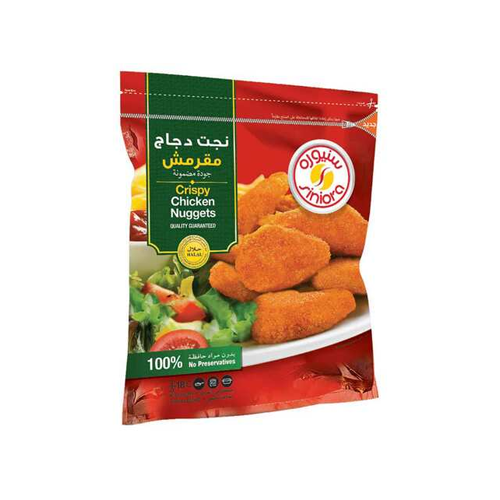 جديد
نجت دجاج
مقرمش
جودة مضمونة
Crispy
Chicken
Nuggets
QUALITY GUARANTEED
حلال
HALAL
سنيورة
Siniora
100%
بدون مواد حافظة
No Preservatives